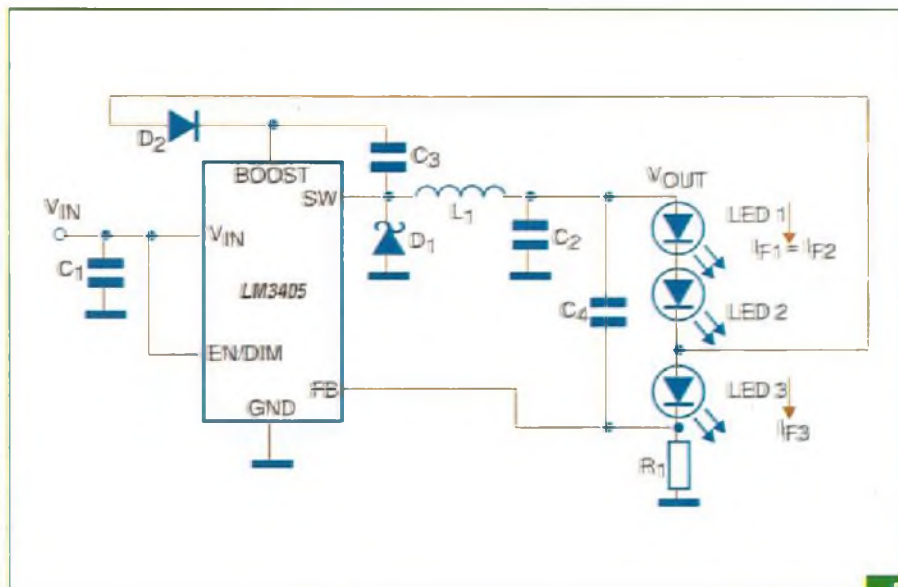 D2
BOOST
C3
SW
VOUT
L1
LED 1
VIN
VIN
D1
C2
IF1 = IF2
C1
LM3405
C4
LED 2
EN/DIM
FB
LED 3
GND
IF3
R1